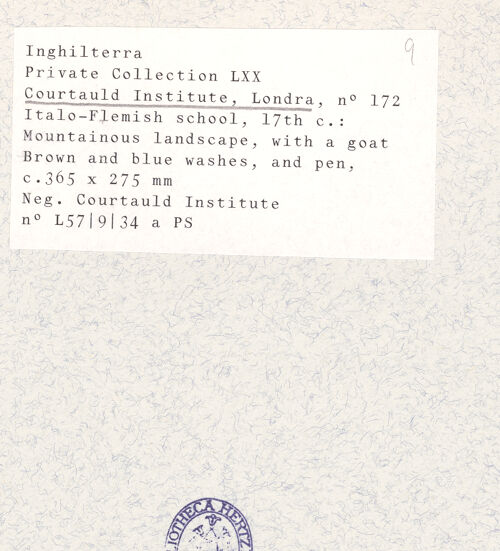 9
Inghilterra
Private Collection LXX
Courtauld Institute, Londra, nº 172
Italo-Flemish school, 17th c.:
Mountainous landscape, with a goat
Brown and blue washes, and pen,
c.365 x 275 mm
Neg. Courtauld Institute
nº L57|9|34 a PS